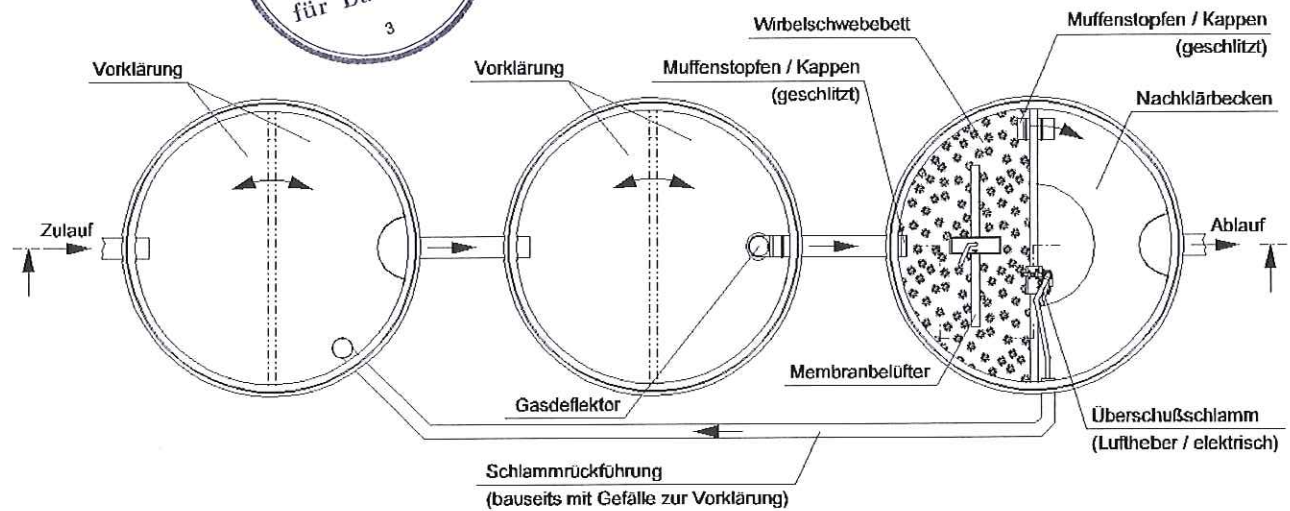 für
3
Wirbelschwebebett
Muffenstopfen / Kappen
(geschlitzt)
Vorklärung
Vorklärung
Muffenstopfen / Kappen
(geschlitzt)
Nachklärbecken
Zulauf
Ablauf
Membranbelüfter
Gasdeflektor
Überschußschlamm
(Luftheber / elektrisch)
Schlammrückführung
(bauseits mit Gefälle zur Vorklärung)